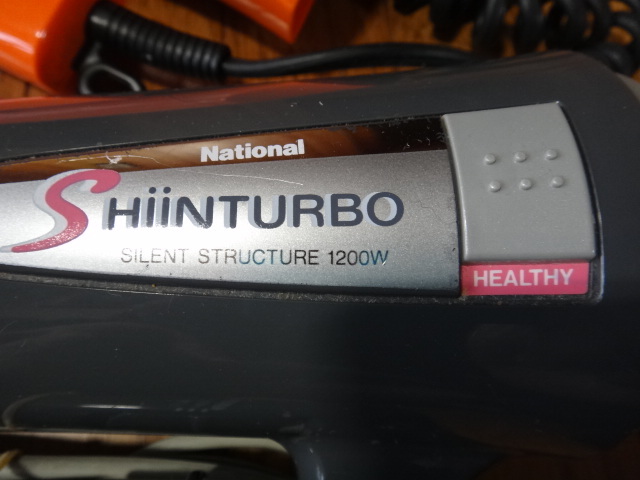 National
SHiiNTURBO
SILENT STRUCTURE 1200W
HEALTHY